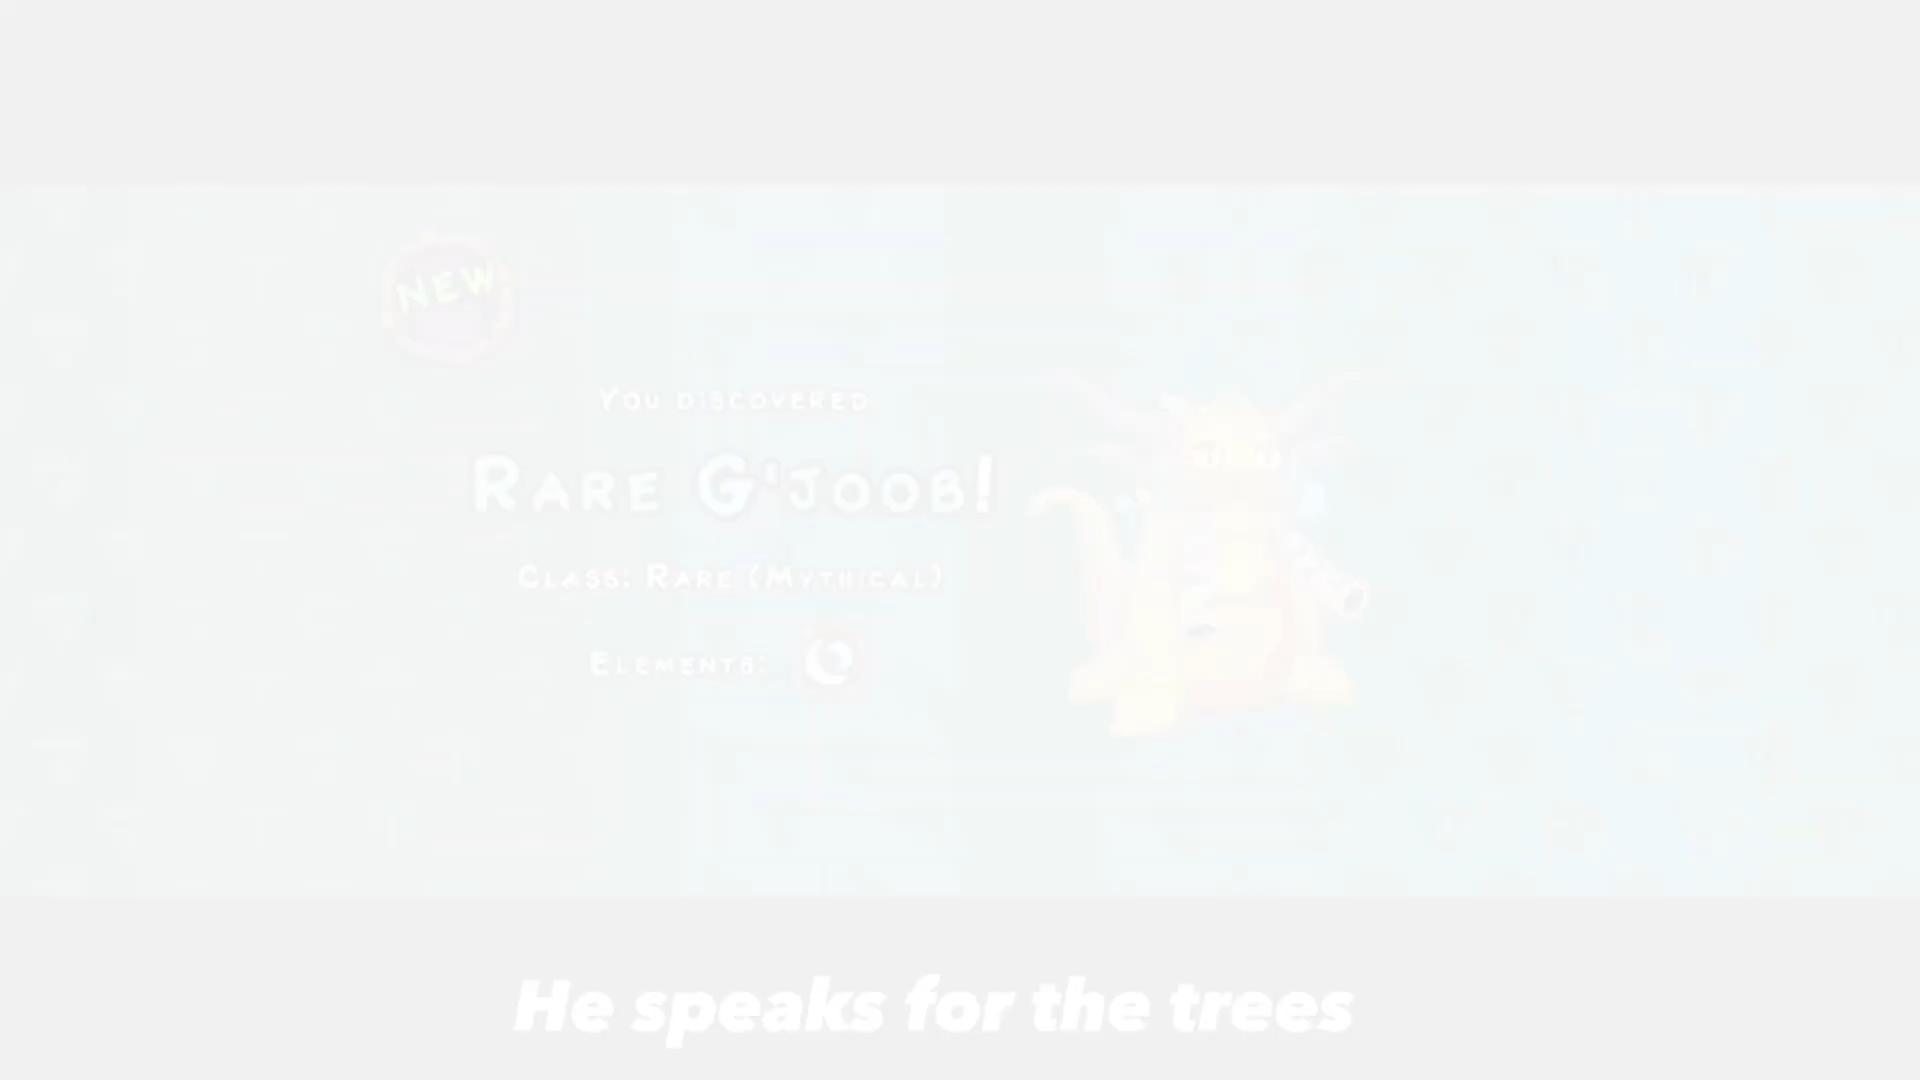 NEW
YOU DISCOVERED
RARE G'JOOB!
CLASS: RARE (MYTHICAL)
ELEMENTS:
He speaks for the trees